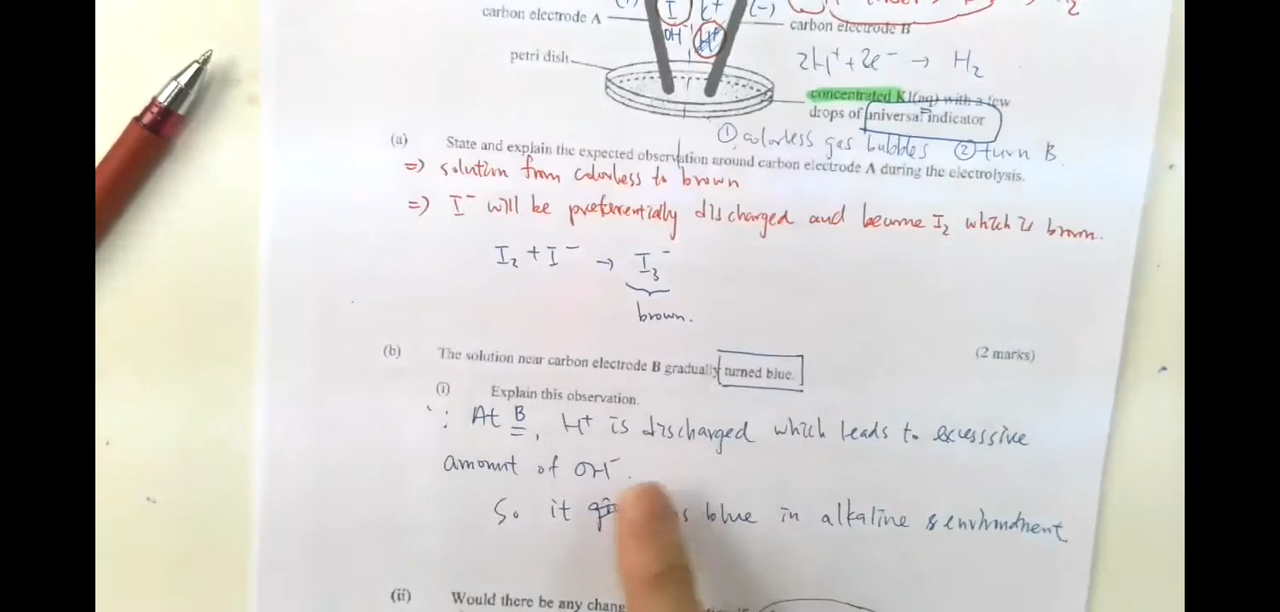 I⁻ K⁺ (-)
carbon electrode A
carbon electrode B
OH⁻ H⁺
petri dish
2H⁺ + 2e⁻ → H₂
concentrated KI(aq) with a few
drops of universal indicator
① colorless gas bubbles ② turn B
(a) State and explain the expected observation around carbon electrode A during the electrolysis.
=> solution from colorless to brown
=> I⁻ will be preferentially discharged and become I₂ which is brown.
I₂ + I⁻ → I₃⁻
brown.
(2 marks)
(b) The solution near carbon electrode B gradually turned blue.
(i) Explain this observation.
∵ At B, H⁺ is discharged which leads to excesssive
amount of OH⁻.
So it blue in alkaline
(ii) Would there be any